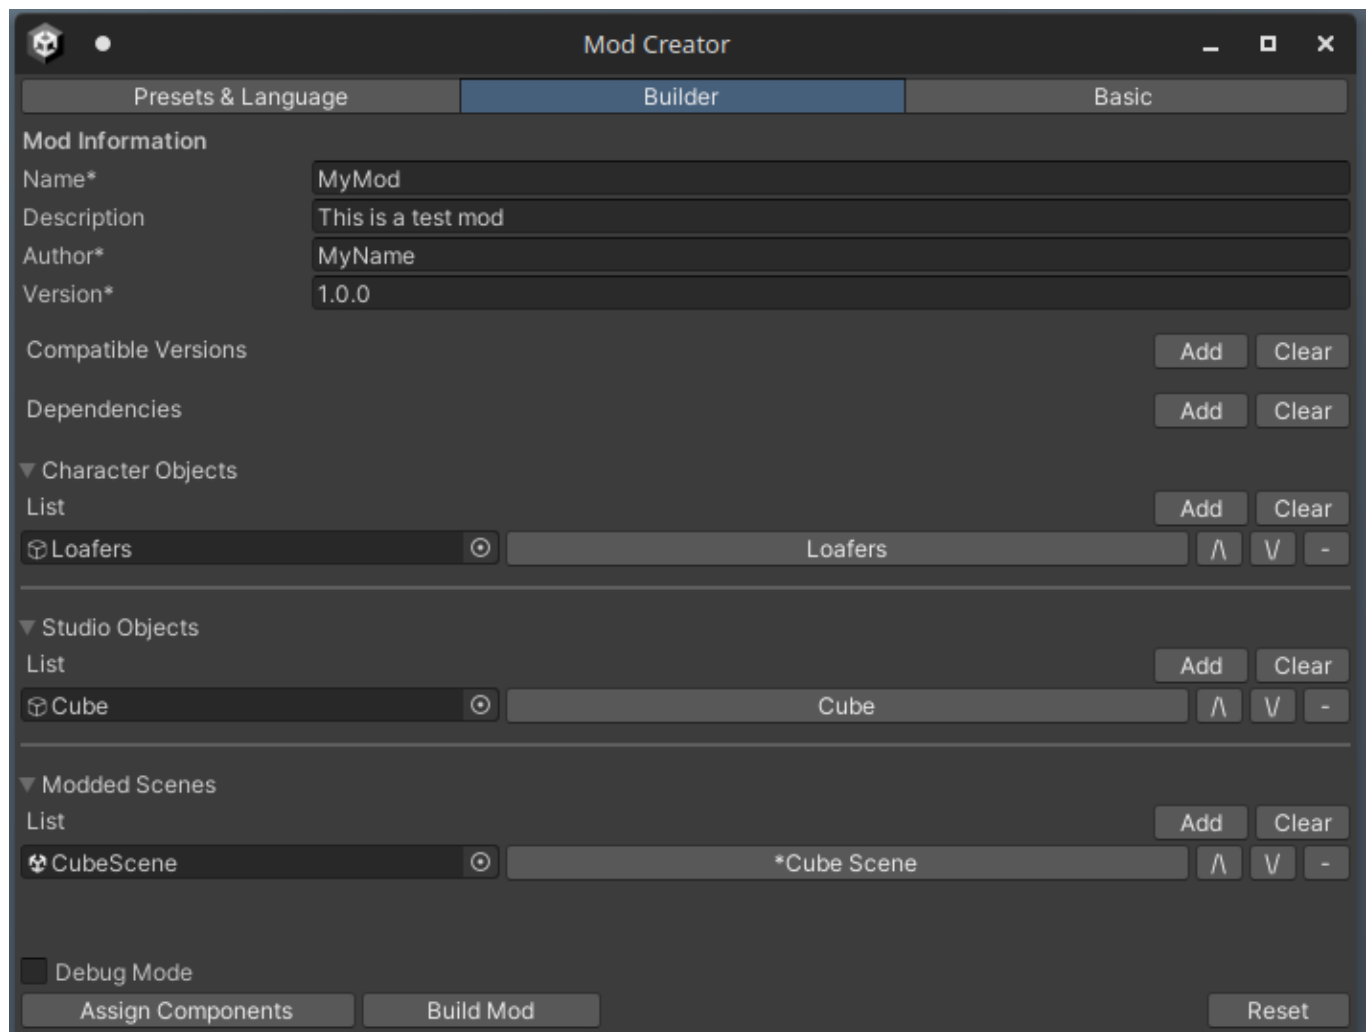 Mod Creator
Presets & Language Builder Basic
Mod Information
Name* MyMod
Description This is a test mod
Author* MyName
Version* 1.0.0
Compatible Versions Add Clear
Dependencies Add Clear
Character Objects
List Add Clear
Loafers Loafers /\ \/ -
Studio Objects
List Add Clear
Cube Cube /\ \/ -
Modded Scenes
List Add Clear
CubeScene *Cube Scene /\ \/ -
Debug Mode
Assign Components Build Mod Reset